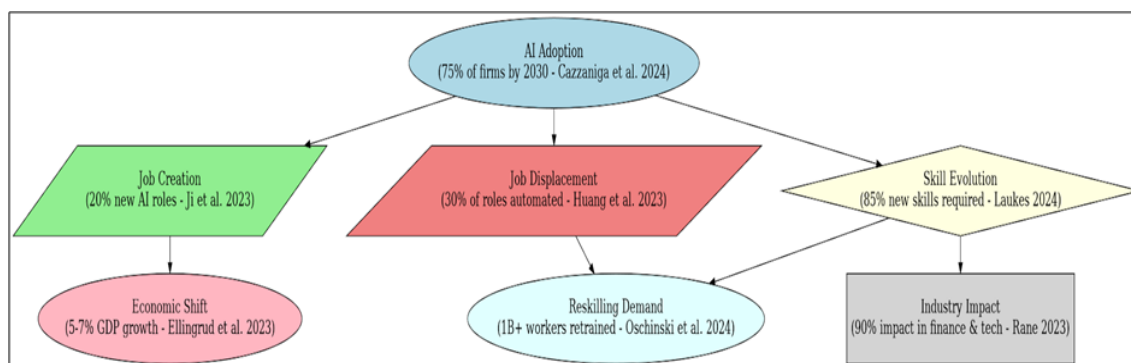 AI Adoption
(75% of firms by 2030 - Cazzaniga et al. 2024)
Job Creation
(20% new AI roles - Ji et al. 2023)
Job Displacement
(30% of roles automated - Huang et al. 2023)
Skill Evolution
(85% new skills required - Laukes 2024)
Economic Shift
(5-7% GDP growth - Ellingrud et al. 2023)
Reskilling Demand
(1B+ workers retrained - Oschinski et al. 2024)
Industry Impact
(90% impact in finance & tech - Rane 2023)